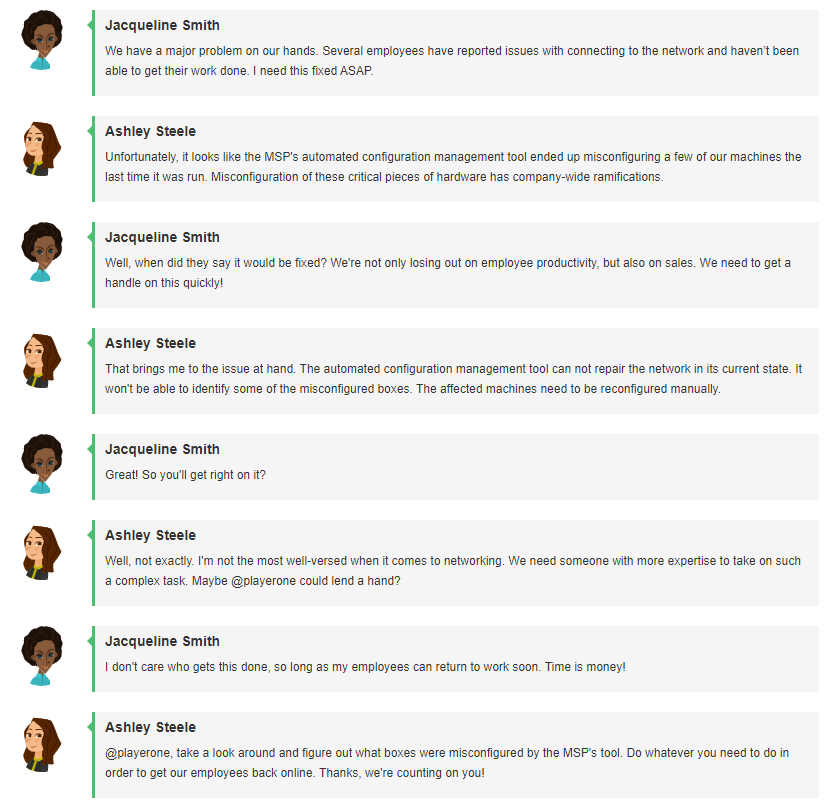 Jacqueline Smith
We have a major problem on our hands. Several employees have reported issues with connecting to the network and haven't been
able to get their work done. I need this fixed ASAP.
Ashley Steele
Unfortunately, it looks like the MSP's automated configuration management tool ended up misconfiguring a few of our machines the
last time it was run. Misconfiguration of these critical pieces of hardware has company-wide ramifications.
Jacqueline Smith
Well, when did they say it would be fixed? We're not only losing out on employee productivity, but also on sales. We need to get a
handle on this quickly!
Ashley Steele
That brings me to the issue at hand. The automated configuration management tool can not repair the network in its current state. It
won't be able to identify some of the misconfigured boxes. The affected machines need to be reconfigured manually.
Jacqueline Smith
Great! So you'll get right on it?
Ashley Steele
Well, not exactly. I'm not the most well-versed when it comes to networking. We need someone with more expertise to take on such
a complex task. Maybe @playerone could lend a hand?
Jacqueline Smith
I don't care who gets this done, so long as my employees can return to work soon. Time is money!
Ashley Steele
@playerone, take a look around and figure out what boxes were misconfigured by the MSP's tool. Do whatever you need to do in
order to get our employees back online. Thanks, we're counting on you!